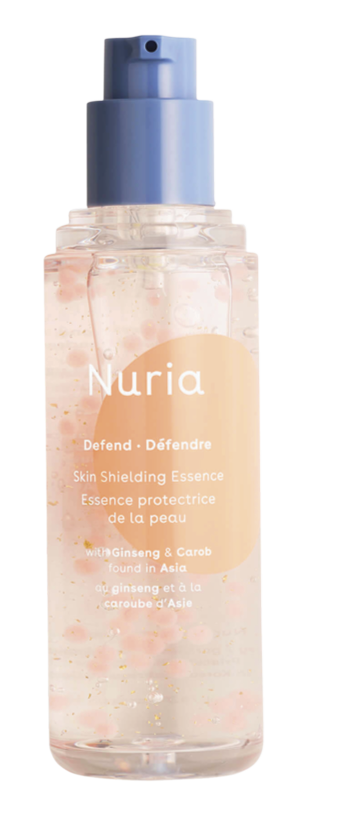 Nuria
Defend · Défendre
Skin Shielding Essence
Essence protectrice
de la peau
with Ginseng & Carob
found in Asia
au ginseng et à la
caroube d'Asie